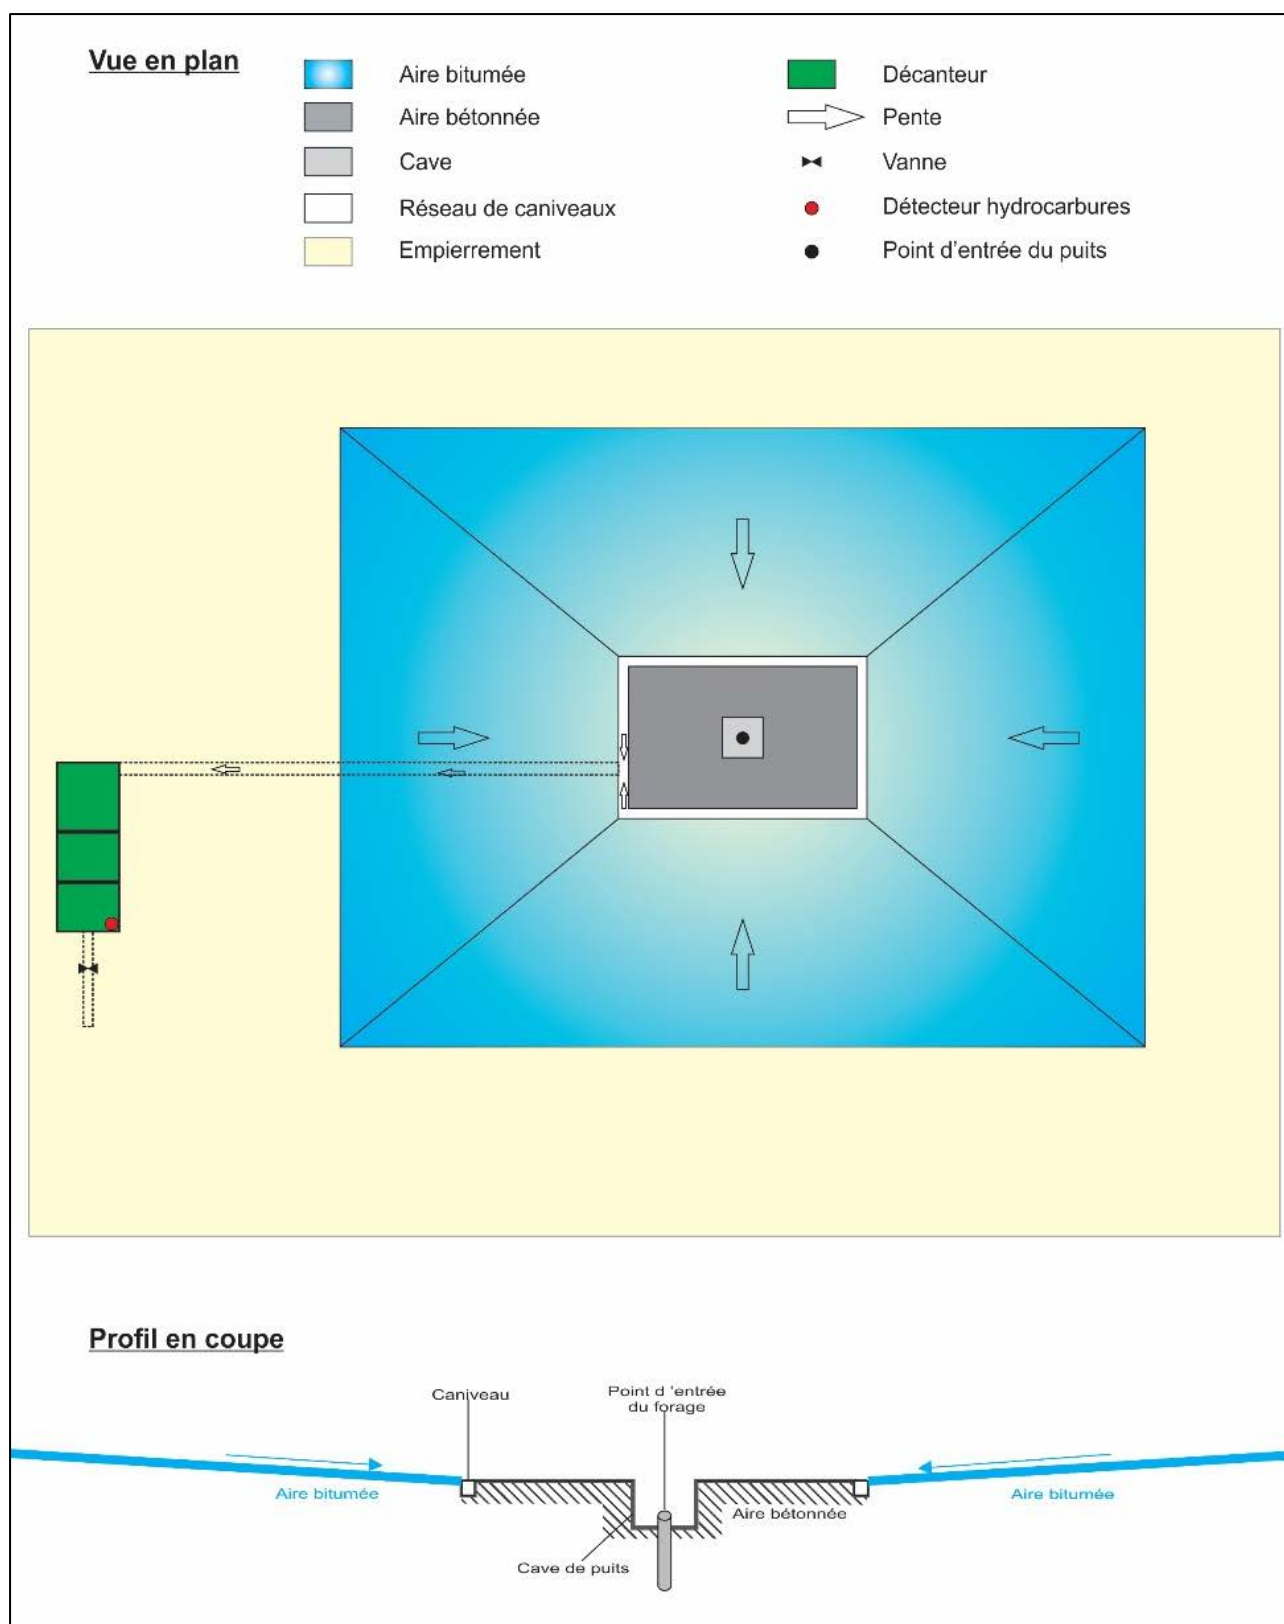 Vue en plan
Aire bitumée
Aire bétonnée
Cave
Réseau de caniveaux
Empierrement
Décanteur
Pente
Vanne
Détecteur hydrocarbures
Point d'entrée du puits
Profil en coupe
Caniveau
Point d 'entrée
du forage
Aire bitumée
Aire bitumée
Aire bétonnée
Cave de puits